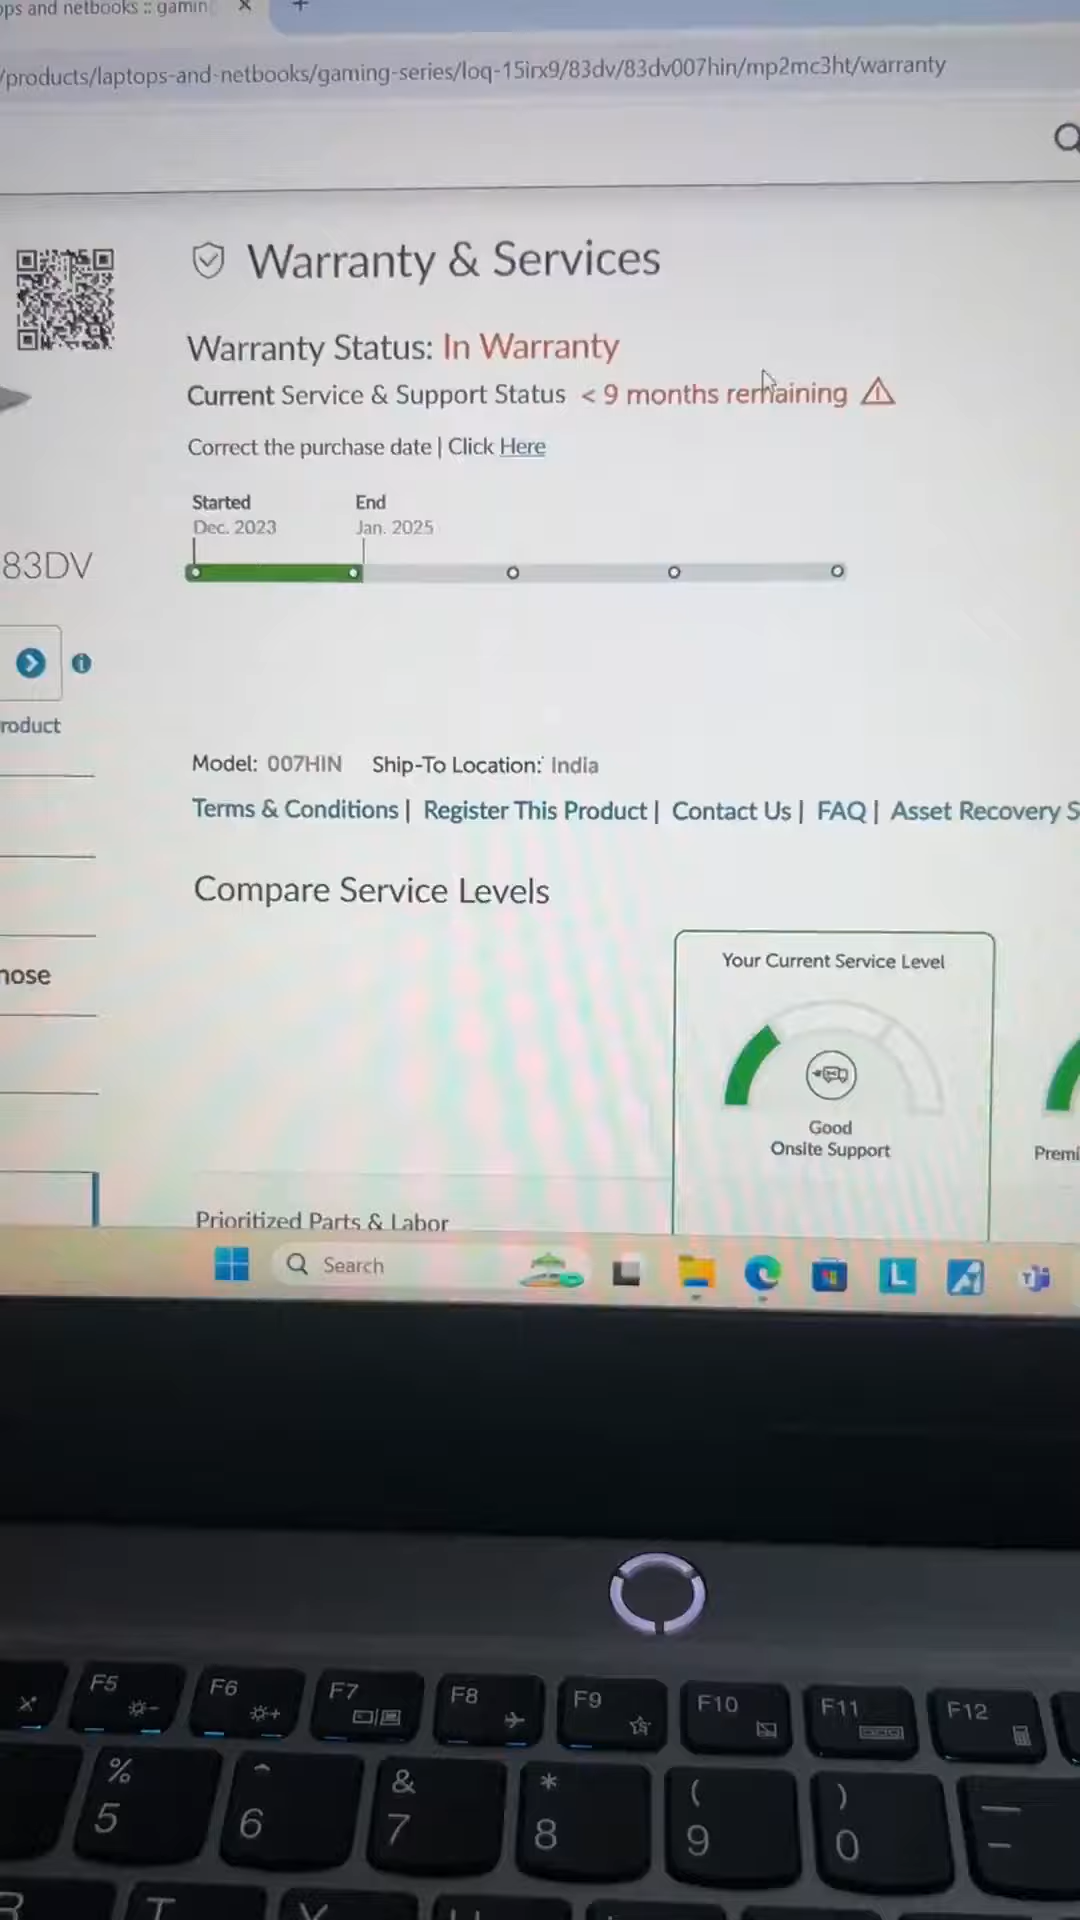 ops and netbooks :: gaming
/products/laptops-and-netbooks/gaming-series/loq-15irx9/83dv/83dv007hin/mp2mc3ht/warranty
Warranty & Services
Warranty Status: In Warranty
Current Service & Support Status < 9 months remaining
Correct the purchase date | Click Here
Started End
Dec. 2023 Jan. 2025
83DV
roduct
Model: 007HIN Ship-To Location: India
Terms & Conditions | Register This Product | Contact Us | FAQ | Asset Recovery S
Compare Service Levels
Your Current Service Level
hose
Good
Onsite Support
Premi
Prioritized Parts & Labor
Search
L
F5 F6 F7 F8 F9 F10 F11 F12
% ^ & * ( )
5 6 7 8 9 0
R T Y U